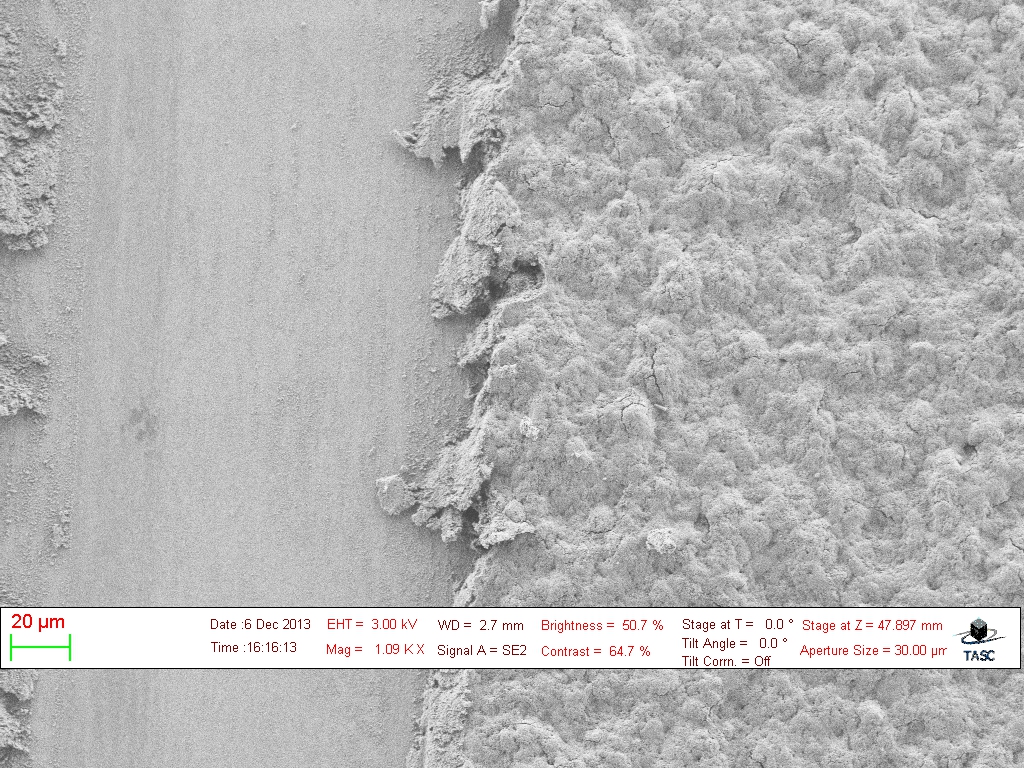 20 µm
Date :6 Dec 2013
Time :16:16:13
EHT = 3.00 kV
Mag = 1.09 K X
WD = 2.7 mm
Signal A = SE2
Brightness = 50.7 %
Contrast = 64.7 %
Stage at T = 0.0 °
Tilt Angle = 0.0 °
Tilt Corrn. = Off
Stage at Z = 47.897 mm
Aperture Size = 30.00 µm
TASC